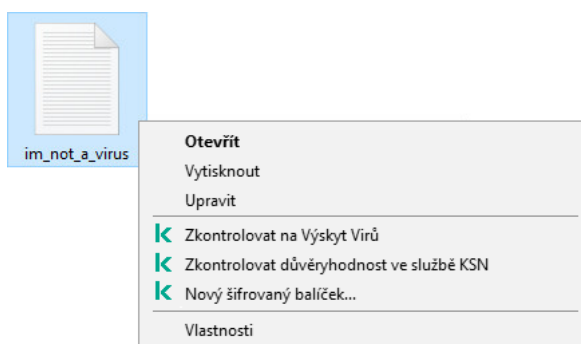 im_not_a_virus
Otevřít
Vytisknout
Upravit
Zkontrolovat na Výskyt Virů
Zkontrolovat důvěryhodnost ve službě KSN
Nový šifrovaný balíček...
Vlastnosti